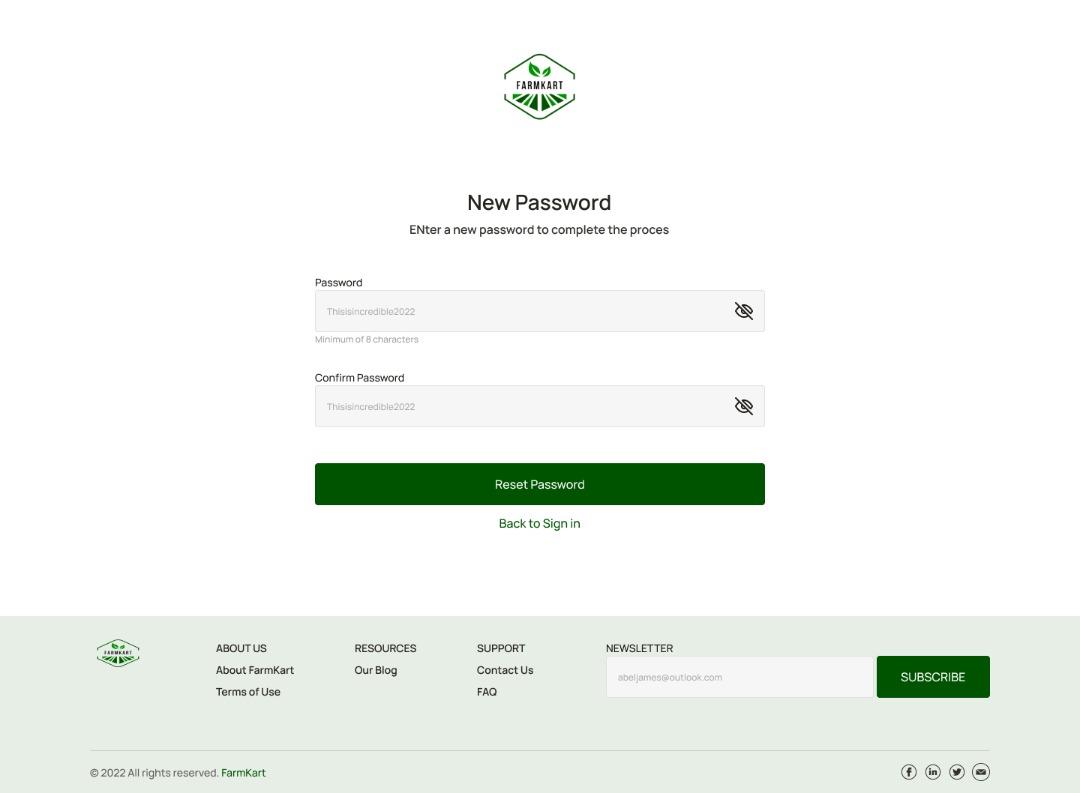 FARMKART
New Password
ENter a new password to complete the proces
Password
Thisisincredible2022
Minimum of 8 characters
Confirm Password
Thisisincredible2022
Reset Password
Back to Sign in
FARMKART
ABOUT US
About FarmKart
Terms of Use
RESOURCES
Our Blog
SUPPORT
Contact Us
FAQ
NEWSLETTER
abeljames@outlook.com
SUBSCRIBE
© 2022 All rights reserved. FarmKart